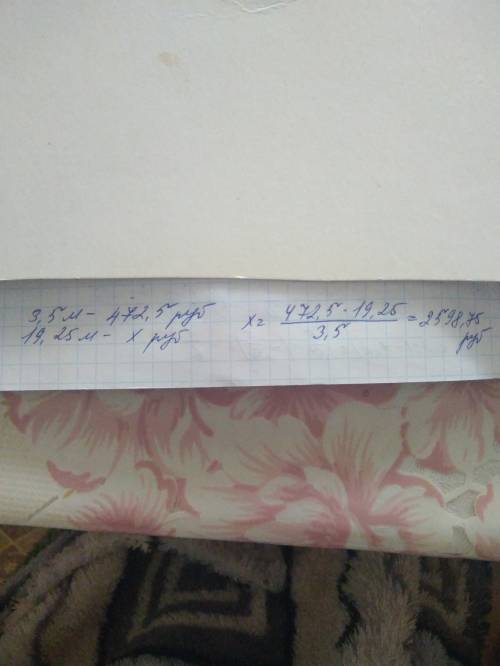 3,5 м - 472,5 руб
19,25 м - х руб
х = 472,5 · 19,25 / 3,5 = 2598,75 руб